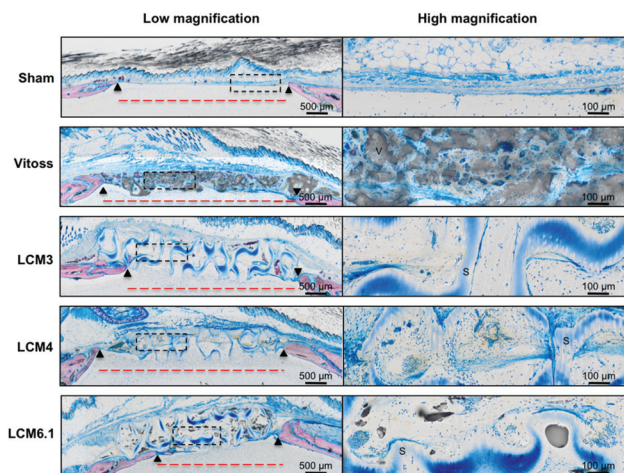 Low magnification High magnification
Sham
500 µm 100 µm
Vitoss
V
500 µm 100 µm
LCM3
S
500 µm 100 µm
LCM4
S
500 µm 100 µm
LCM6.1
S
500 µm 100 µm